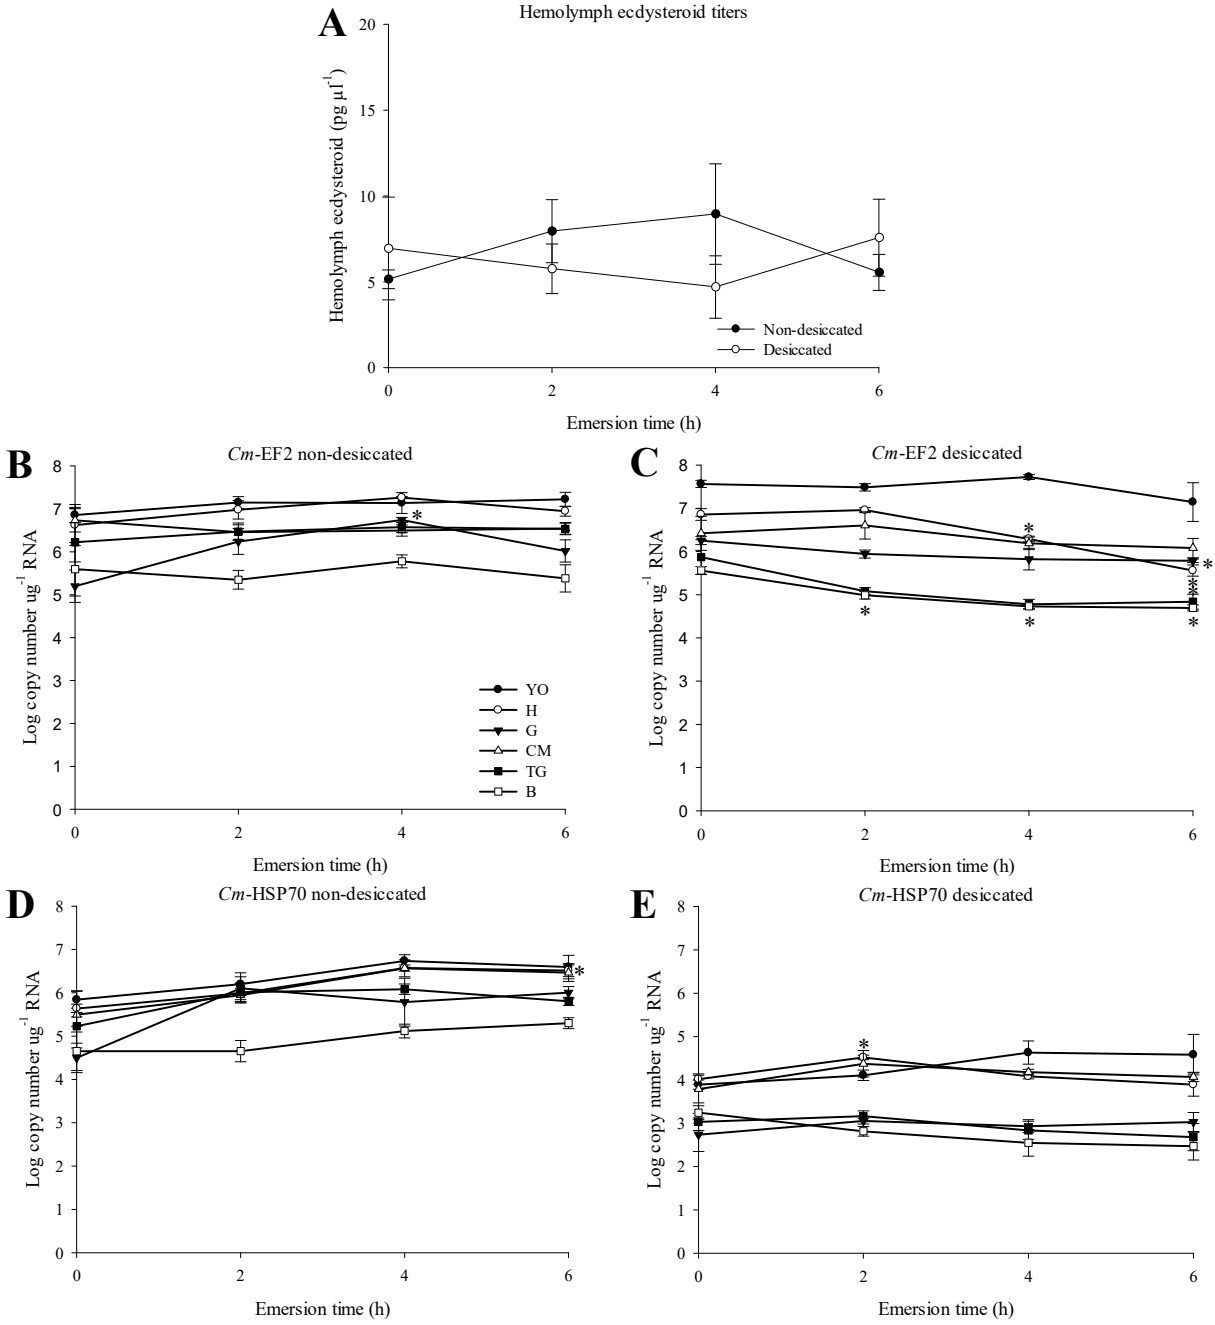 A
Hemolymph ecdysteroid titers
Hemolymph ecdysteroid (pg µl-1)
20
15
10
5
0
Non-desiccated
Desiccated
0 2 4 6
Emersion time (h)
B
Cm-EF2 non-desiccated
Log copy number ug-1 RNA
8
7
6
5
4
3
2
1
0
*
YO
H
G
CM
TG
B
0 2 4 6
Emersion time (h)
C
Cm-EF2 desiccated
Log copy number ug-1 RNA
8
7
6
5
4
3
2
1
0
*
*
*
*
*
*
*
0 2 4 6
Emersion time (h)
D
Cm-HSP70 non-desiccated
Log copy number ug-1 RNA
8
7
6
5
4
3
2
1
0
*
0 2 4 6
Emersion time (h)
E
Cm-HSP70 desiccated
Log copy number ug-1 RNA
8
7
6
5
4
3
2
1
0
*
0 2 4 6
Emersion time (h)